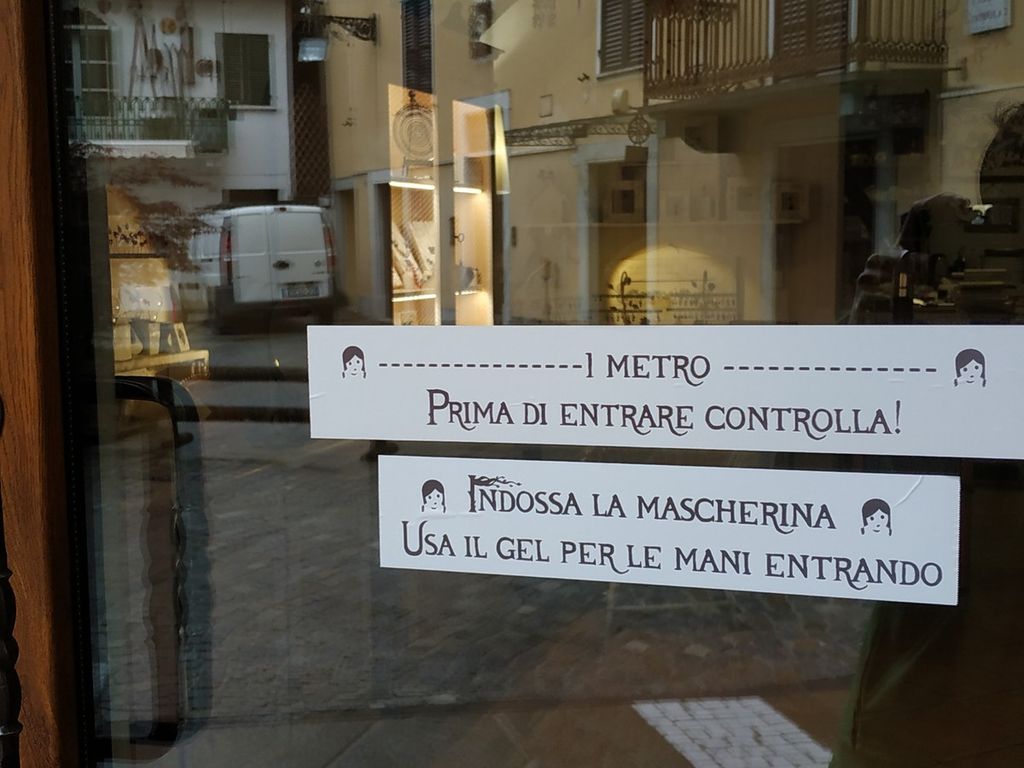 ---------------1 METRO ---------------
PRIMA DI ENTRARE CONTROLLA!
INDOSSA LA MASCHERINA
USA IL GEL PER LE MANI ENTRANDO